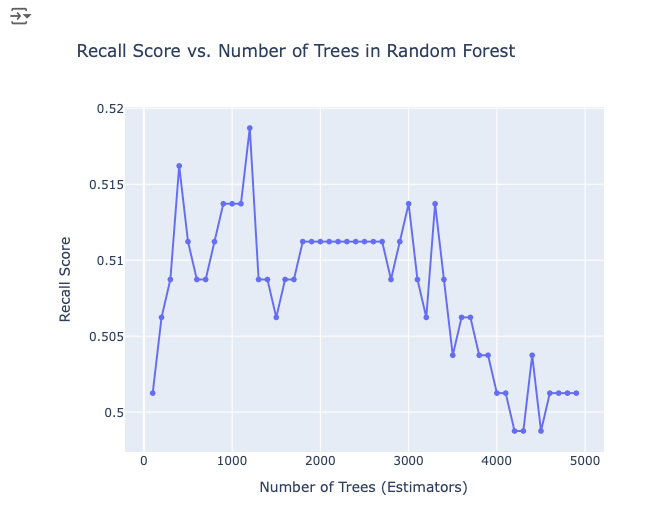 Recall Score vs. Number of Trees in Random Forest
0.52
0.515
0.51
0.505
0.5
Recall Score
0 1000 2000 3000 4000 5000
Number of Trees (Estimators)